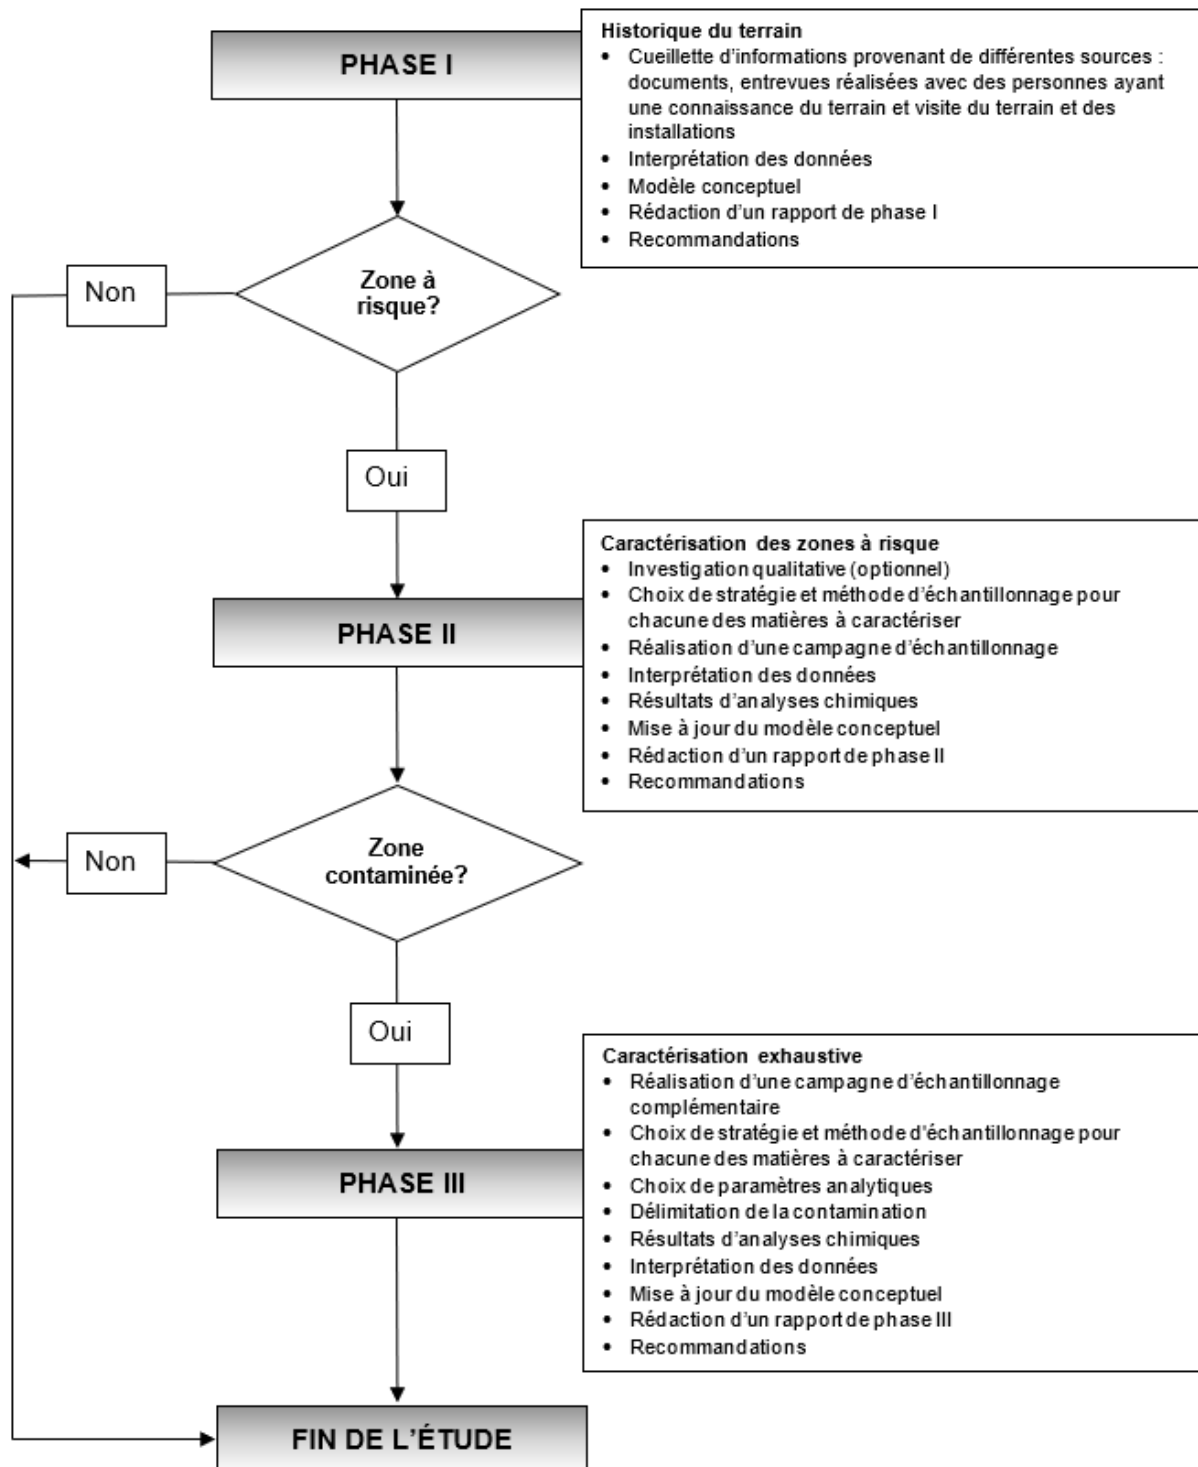 PHASE I
Historique du terrain
• Cueillette d'informations provenant de différentes sources :
documents, entrevues réalisées avec des personnes ayant
une connaissance du terrain et visite du terrain et des
installations
• Interprétation des données
• Modèle conceptuel
• Rédaction d'un rapport de phase I
• Recommandations
Zone à
risque?
Non
Oui
PHASE II
Caractérisation des zones à risque
• Investigation qualitative (optionnel)
• Choix de stratégie et méthode d'échantillonnage pour
chacune des matières à caractériser
• Réalisation d'une campagne d'échantillonnage
• Interprétation des données
• Résultats d'analyses chimiques
• Mise à jour du modèle conceptuel
• Rédaction d'un rapport de phase II
• Recommandations
Zone
contaminée?
Non
Oui
PHASE III
Caractérisation exhaustive
• Réalisation d'une campagne d'échantillonnage
complémentaire
• Choix de stratégie et méthode d'échantillonnage pour
chacune des matières à caractériser
• Choix de paramètres analytiques
• Délimitation de la contamination
• Résultats d'analyses chimiques
• Interprétation des données
• Mise à jour du modèle conceptuel
• Rédaction d'un rapport de phase III
• Recommandations
FIN DE L'ÉTUDE